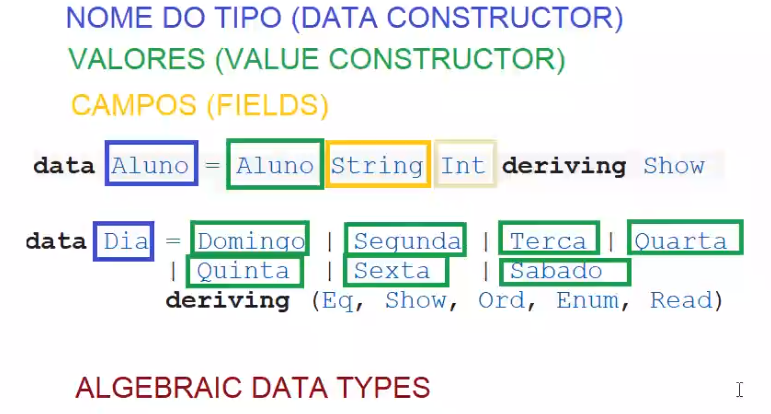 NOME DO TIPO (DATA CONSTRUCTOR)
VALORES (VALUE CONSTRUCTOR)
CAMPOS (FIELDS)
data Aluno = Aluno String Int deriving Show
data Dia = Domingo | Segunda | Terca | Quarta
| Quinta | Sexta | Sabado
deriving (Eq, Show, Ord, Enum, Read)
ALGEBRAIC DATA TYPES